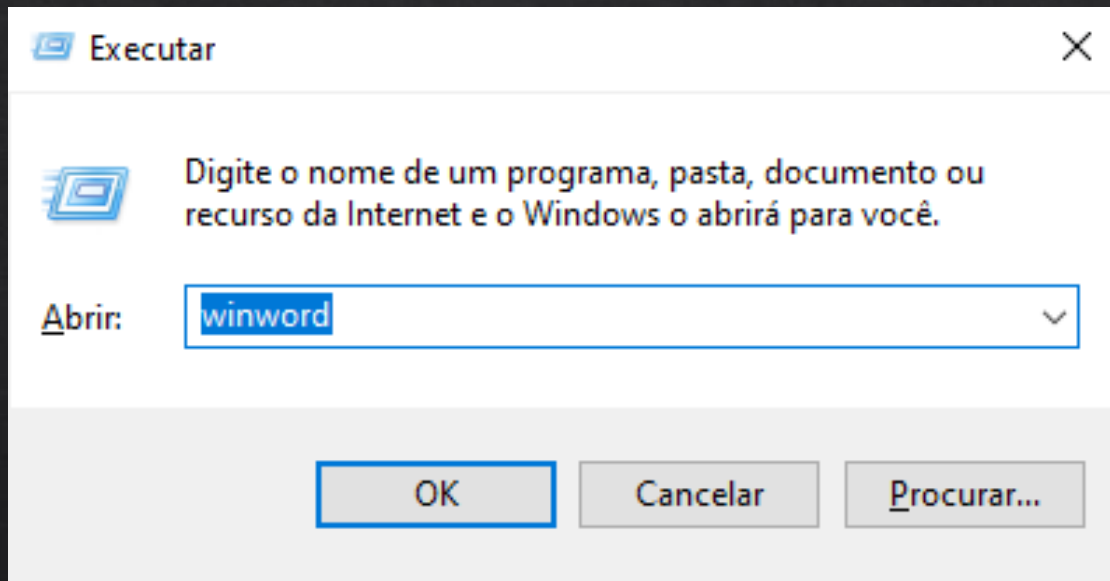 Executar
Digite o nome de um programa, pasta, documento ou
recurso da Internet e o Windows o abrirá para você.
Abrir: winword
OK Cancelar Procurar...